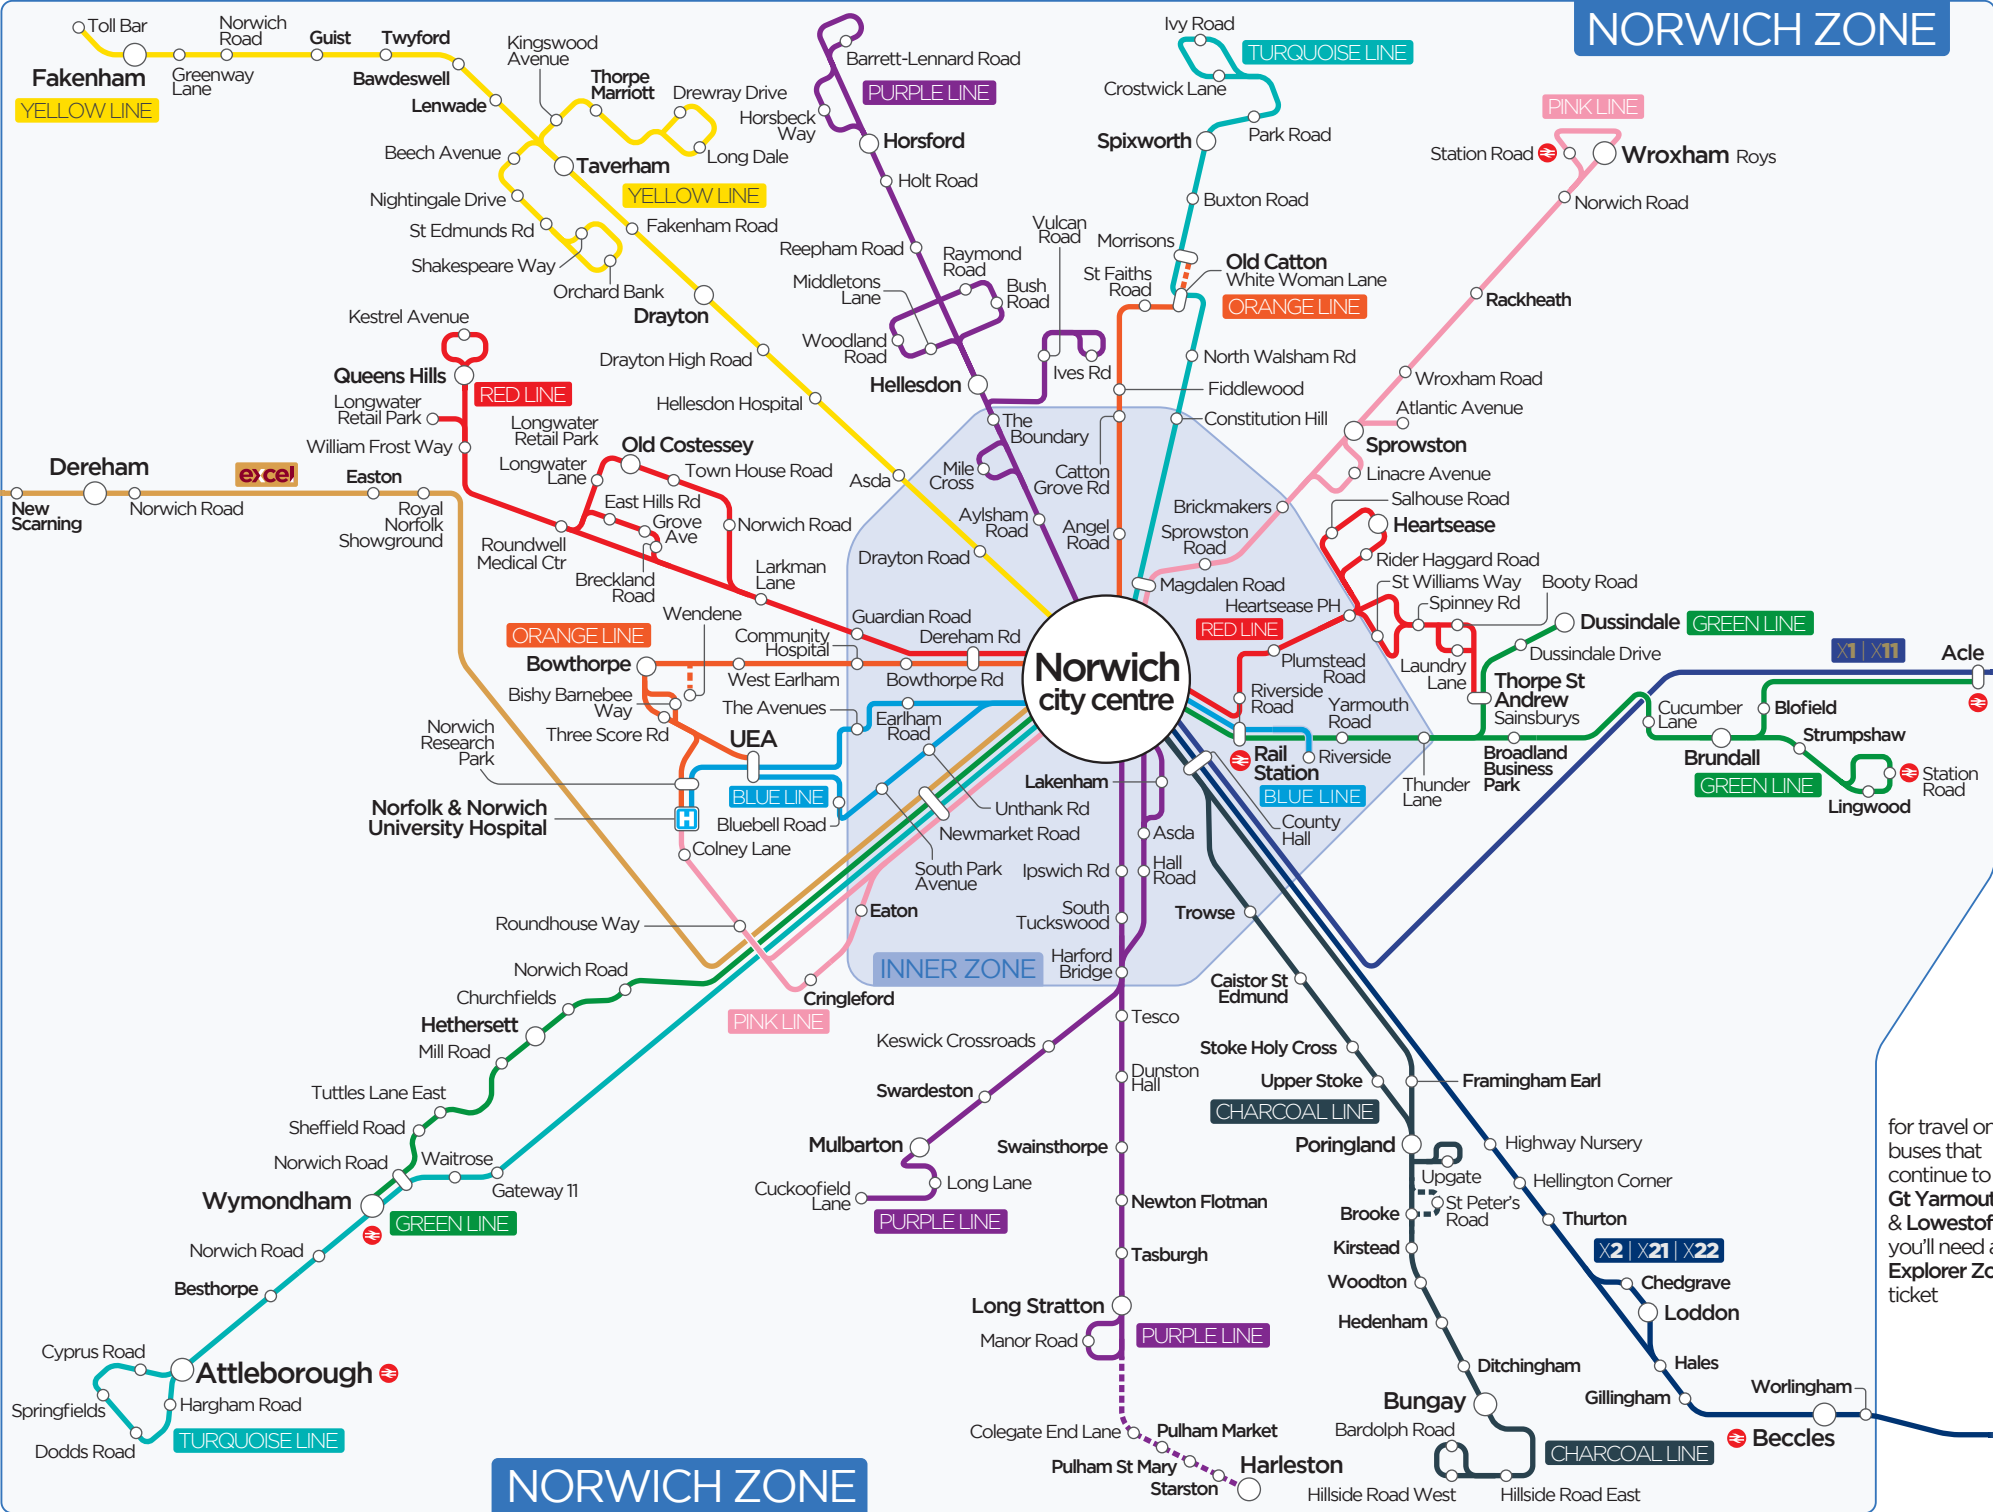 NORWICH ZONE
Toll Bar
Fakenham
YELLOW LINE
Greenway
Lane
Norwich
Road
Guist
Twyford
Bawdeswell
Lenwade
Kingswood
Avenue
Thorpe
Marriott
Drewray Drive
Long Dale
Beech Avenue
Taverham
YELLOW LINE
Nightingale Drive
St Edmunds Rd
Shakespeare Way
Orchard Bank
Fakenham Road
Drayton
Drayton High Road
Hellesdon Hospital
Asda
Drayton Road
Barrett-Lennard Road
PURPLE LINE
Horsbeck
Way
Horsford
Holt Road
Reepham Road
Raymond
Road
Middletons
Lane
Bush
Road
Woodland
Road
Hellesdon
Vulcan
Road
Ives Rd
The
Boundary
Mile
Cross
Aylsham
Road
Ivy Road
TURQUOISE LINE
Crostwick Lane
Park Road
Spixworth
Buxton Road
Morrisons
Old Catton
White Woman Lane
ORANGE LINE
St Faiths
Road
North Walsham Rd
Fiddlewood
Constitution Hill
Catton
Grove Rd
Angel
Road
Magdalen Road
PINK LINE
Station Road
Wroxham Roys
Norwich Road
Rackheath
Wroxham Road
Atlantic Avenue
Sprowston
Linacre Avenue
Brickmakers
Sprowston
Road
Salhouse Road
Heartsease
Rider Haggard Road
St Williams Way
Booty Road
Spinney Rd
Heartsease PH
RED LINE
Plumstead
Road
Riverside
Road
Laundry
Lane
Dussindale
GREEN LINE
Dussindale Drive
Thorpe St
Andrew
Sainsburys
Yarmouth
Road
Rail
Station
Riverside
BLUE LINE
Thunder
Lane
Broadland
Business
Park
X1 | X11
Acle
Cucumber
Lane
Blofield
Brundall
GREEN LINE
Strumpshaw
Lingwood
Station
Road
Kestrel Avenue
Queens Hills
RED LINE
Longwater
Retail Park
William Frost Way
Longwater
Retail Park
Longwater
Lane
Old Costessey
Town House Road
East Hills Rd
Grove
Ave
Norwich Road
Roundwell
Medical Ctr
Breckland
Road
Larkman
Lane
Guardian Road
Dereham Rd
Dereham
excel
Easton
New
Scarning
Norwich Road
Royal
Norfolk
Showground
Wendene
ORANGE LINE
Community
Hospital
Bowthorpe
West Earlham
Bowthorpe Rd
Bishy Barnebee
Way
Three Score Rd
The Avenues
Earlham
Road
UEA
BLUE LINE
Bluebell Road
Norwich
Research
Park
Norfolk & Norwich
University Hospital
H
Colney Lane
Norwich
city centre
Unthank Rd
Newmarket Road
South Park
Avenue
Roundhouse Way
Eaton
Cringleford
PINK LINE
INNER ZONE
Lakenham
Asda
Ipswich Rd
Hall
Road
South
Tuckswood
Harford
Bridge
County
Hall
Trowse
Norwich Road
Churchfields
Hethersett
Mill Road
Tuttles Lane East
Sheffield Road
Norwich Road
Waitrose
Gateway 11
Wymondham
GREEN LINE
Norwich Road
Besthorpe
Cyprus Road
Attleborough
Springfields
Hargham Road
Dodds Road
TURQUOISE LINE
Keswick Crossroads
Swardeston
Mulbarton
Cuckoofield
Lane
Long Lane
PURPLE LINE
Tesco
Dunston
Hall
Swainsthorpe
Newton Flotman
Tasburgh
Long Stratton
Manor Road
PURPLE LINE
Colegate End Lane
Pulham Market
Pulham St Mary
Starston
Harleston
Caistor St
Edmund
Stoke Holy Cross
Upper Stoke
CHARCOAL LINE
Framingham Earl
Poringland
Upgate
St Peter's
Road
Brooke
Kirstead
Woodton
Hedenham
Ditchingham
Bungay
Bardolph Road
CHARCOAL LINE
Hillside Road West
Hillside Road East
Highway Nursery
Hellington Corner
Thurton
X2 | X21 | X22
Chedgrave
Loddon
Hales
Gillingham
Worlingham
Beccles
for travel on
buses that
continue to
Gt Yarmout
& Lowestof
you'll need a
Explorer Zo
ticket
NORWICH ZONE